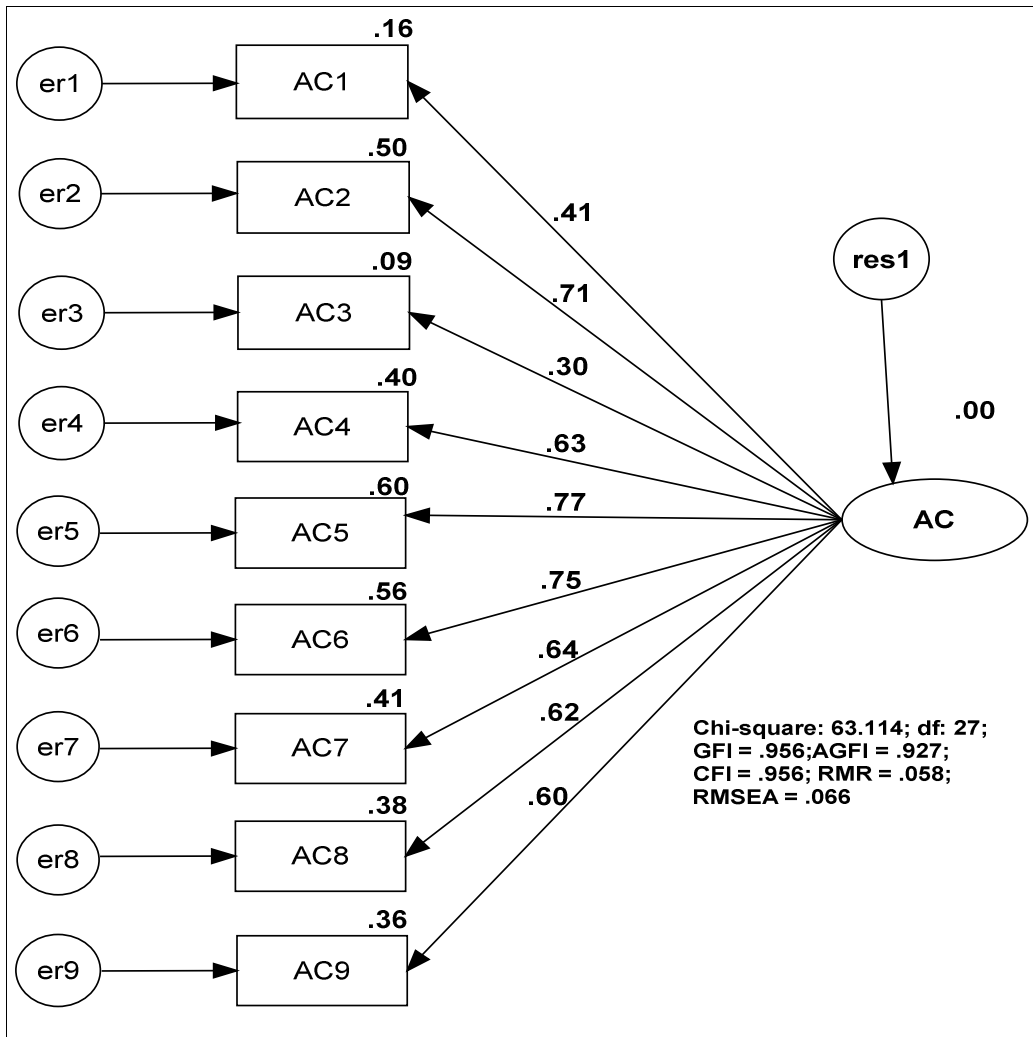 .16
er1
AC1
.50
er2
AC2
.41
.09
er3
AC3
.71
res1
.30
.40
er4
AC4
.63
.00
.60
er5
AC5
.77
AC
.56
er6
AC6
.75
.41
er7
AC7
.64
.38
er8
AC8
.62
.36
er9
AC9
.60
Chi-square: 63.114; df: 27;
GFI = .956;AGFI = .927;
CFI = .956; RMR = .058;
RMSEA = .066